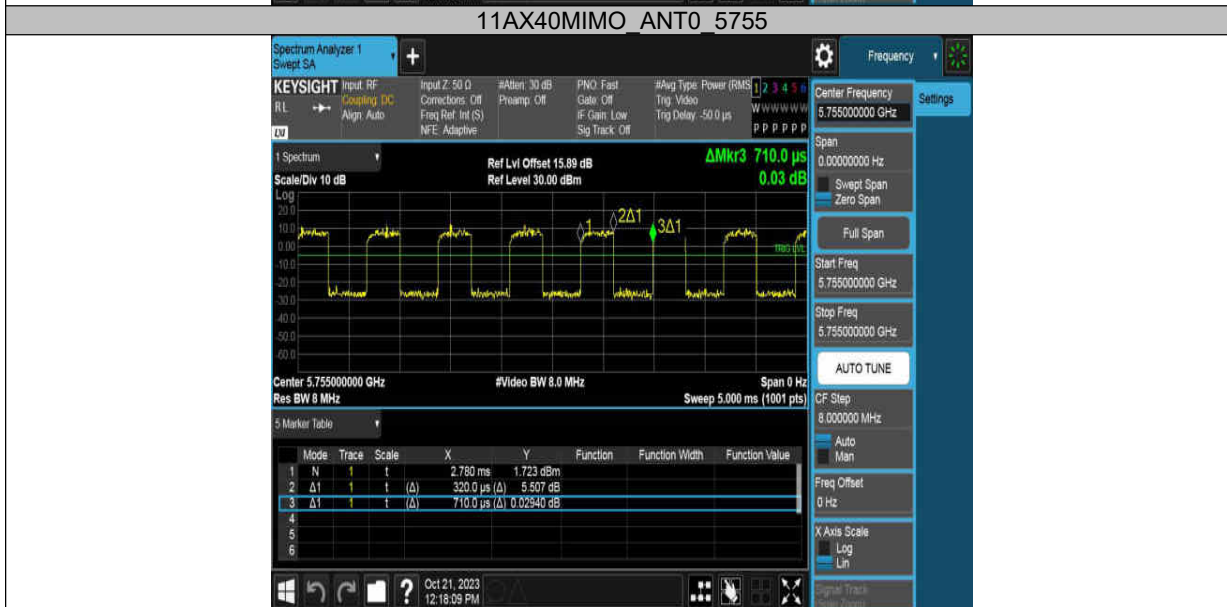 11AX40MIMO_ANT0_5755
Spectrum Analyzer 1
Swept SA
Frequency
KEYSIGHT
RL
LXI
Input: RF
Coupling: DC
Align: Auto
Input Z: 50 Ω
Corrections: Off
Freq Ref: Int (S)
NFE: Adaptive
#Atten: 30 dB
Preamp: Off
PNO: Fast
Gate: Off
IF Gain: Low
Sig Track: Off
#Avg Type: Power (RMS
Trig: Video
Trig Delay: -50.0 µs
1 2 3 4 5 6
W W W W W W
P P P P P P
Center Frequency
5.755000000 GHz
Settings
1 Spectrum
Scale/Div 10 dB
Log
Ref Lvl Offset 15.89 dB
Ref Level 30.00 dBm
ΔMkr3 710.0 µs
0.03 dB
Span
0.00000000 Hz
Swept Span
Zero Span
Full Span
Start Freq
5.755000000 GHz
Stop Freq
5.755000000 GHz
AUTO TUNE
20.0
10.0
0.00
-10.0
-20.0
-30.0
-40.0
-50.0
-60.0
1
2Δ1
3Δ1
TRIG LVL
Center 5.755000000 GHz
#Video BW 8.0 MHz
Span 0 Hz
Res BW 8 MHz
Sweep 5.000 ms (1001 pts)
CF Step
8.000000 MHz
Auto
Man
Freq Offset
0 Hz
X Axis Scale
Log
Lin
Signal Track
5 Marker Table
Mode Trace Scale X Y Function Function Width Function Value
1 N 1 t 2.780 ms 1.723 dBm
2 Δ1 1 t (Δ) 320.0 µs (Δ) 5.507 dB
3 Δ1 1 t (Δ) 710.0 µs (Δ) 0.02940 dB
4
5
6
?
Oct 21, 2023
12:18:09 PM